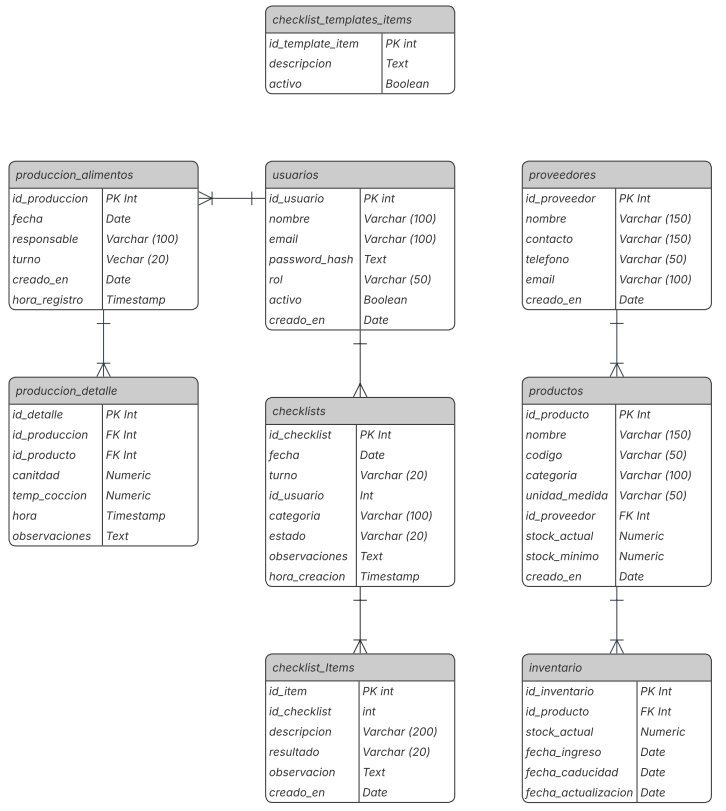 checklist_templates_items
id_template_item PK int
descripcion Text
activo Boolean
produccion_alimentos
id_produccion PK Int
fecha Date
responsable Varchar (100)
turno Vechar (20)
creado_en Date
hora_registro Timestamp
usuarios
id_usuario PK int
nombre Varchar (100)
email Varchar (100)
password_hash Text
rol Varchar (50)
activo Boolean
creado_en Date
proveedores
id_proveedor PK Int
nombre Varchar (150)
contacto Varchar (150)
telefono Varchar (50)
email Varchar (100)
creado_en Date
produccion_detalle
id_detalle PK Int
id_produccion FK Int
id_producto FK Int
canitdad Numeric
temp_coccion Numeric
hora Timestamp
observaciones Text
checklists
id_checklist PK Int
fecha Date
turno Varchar (20)
id_usuario Int
categoria Varchar (100)
estado Varchar (20)
observaciones Text
hora_creacion Timestamp
productos
id_producto PK Int
nombre Varchar (150)
codigo Varchar (50)
categoria Varchar (100)
unidad_medida Varchar (50)
id_proveedor FK Int
stock_actual Numeric
stock_minimo Numeric
creado_en Date
checklist_Items
id_item PK int
id_checklist int
descripcion Varchar (200)
resultado Varchar (20)
observacion Text
creado_en Date
inventario
id_inventario PK Int
id_producto FK Int
stock_actual Numeric
fecha_ingreso Date
fecha_caducidad Date
fecha_actualizacion Date